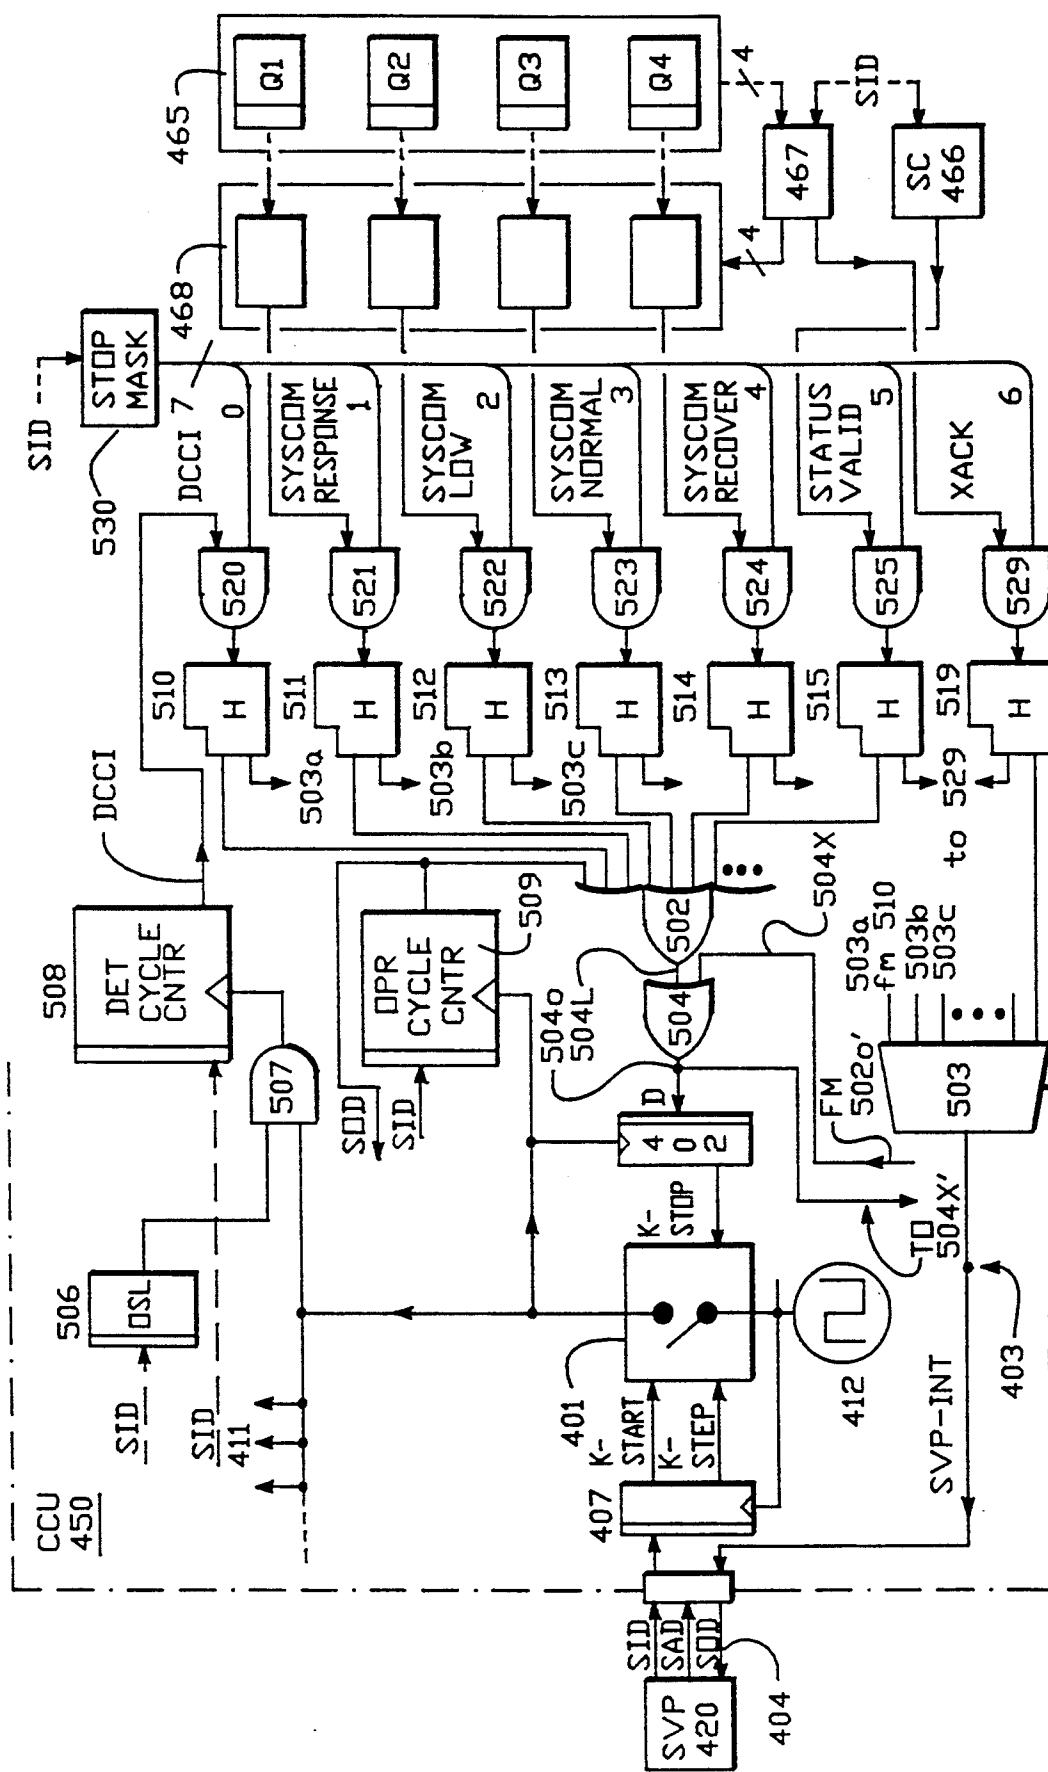 CCU
450
SVP
420
SID
SAD
SOD
404
407
K-
START
K-
STEP
401
412
K-
STOP
402
D
SID
411
SID
506
DSL
507
508
DET
CYCLE
CNTR
DCCI
SOD
SID
OPR
CYCLE
CNTR
509
504o
504L
504
502
504X
FM
502o'
TO
504X'
SVP-INT
403
503
503a
fm 510
503b
503c
to 529
503a
503b
503c
510
H
511
H
512
H
513
H
514
H
515
H
519
H
520
521
522
523
524
525
529
530
SID
STOP
MASK
DCCI
7
0
SYSCOM
RESPONSE
1
SYSCOM
LOW
2
SYSCOM
NORMAL
3
SYSCOM
RECOVER
4
STATUS
VALID
5
XACK
6
468
465
Q1
Q2
Q3
Q4
4
4
467
SID
SC
466